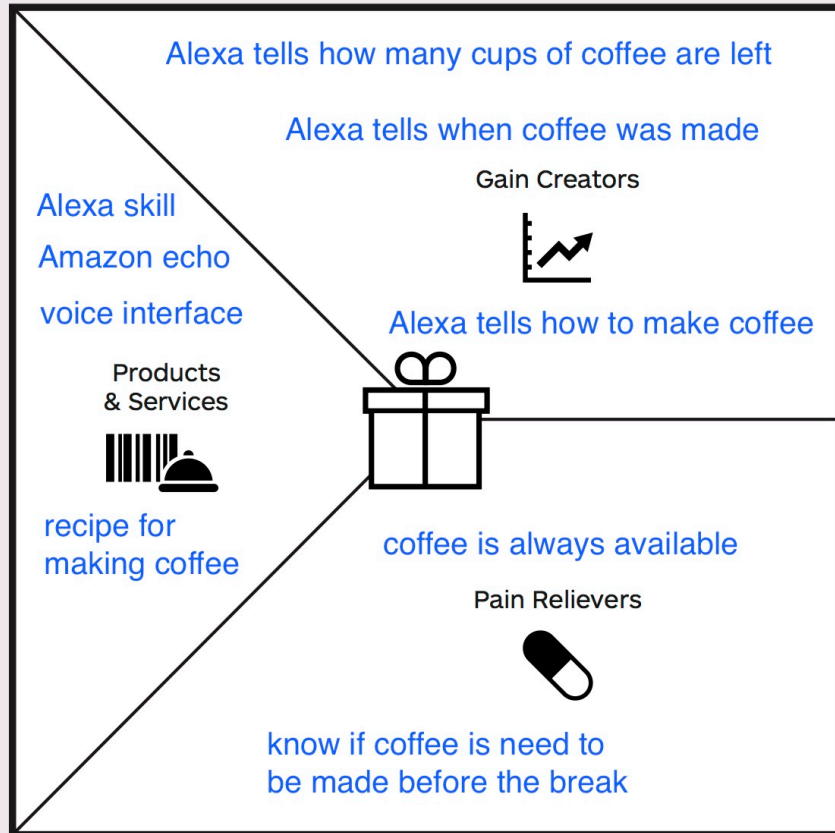 Alexa tells how many cups of coffee are left
Alexa tells when coffee was made
Gain Creators
Alexa tells how to make coffee
Alexa skill
Amazon echo
voice interface
Products
& Services
recipe for
making coffee
coffee is always available
Pain Relievers
know if coffee is need to
be made before the break